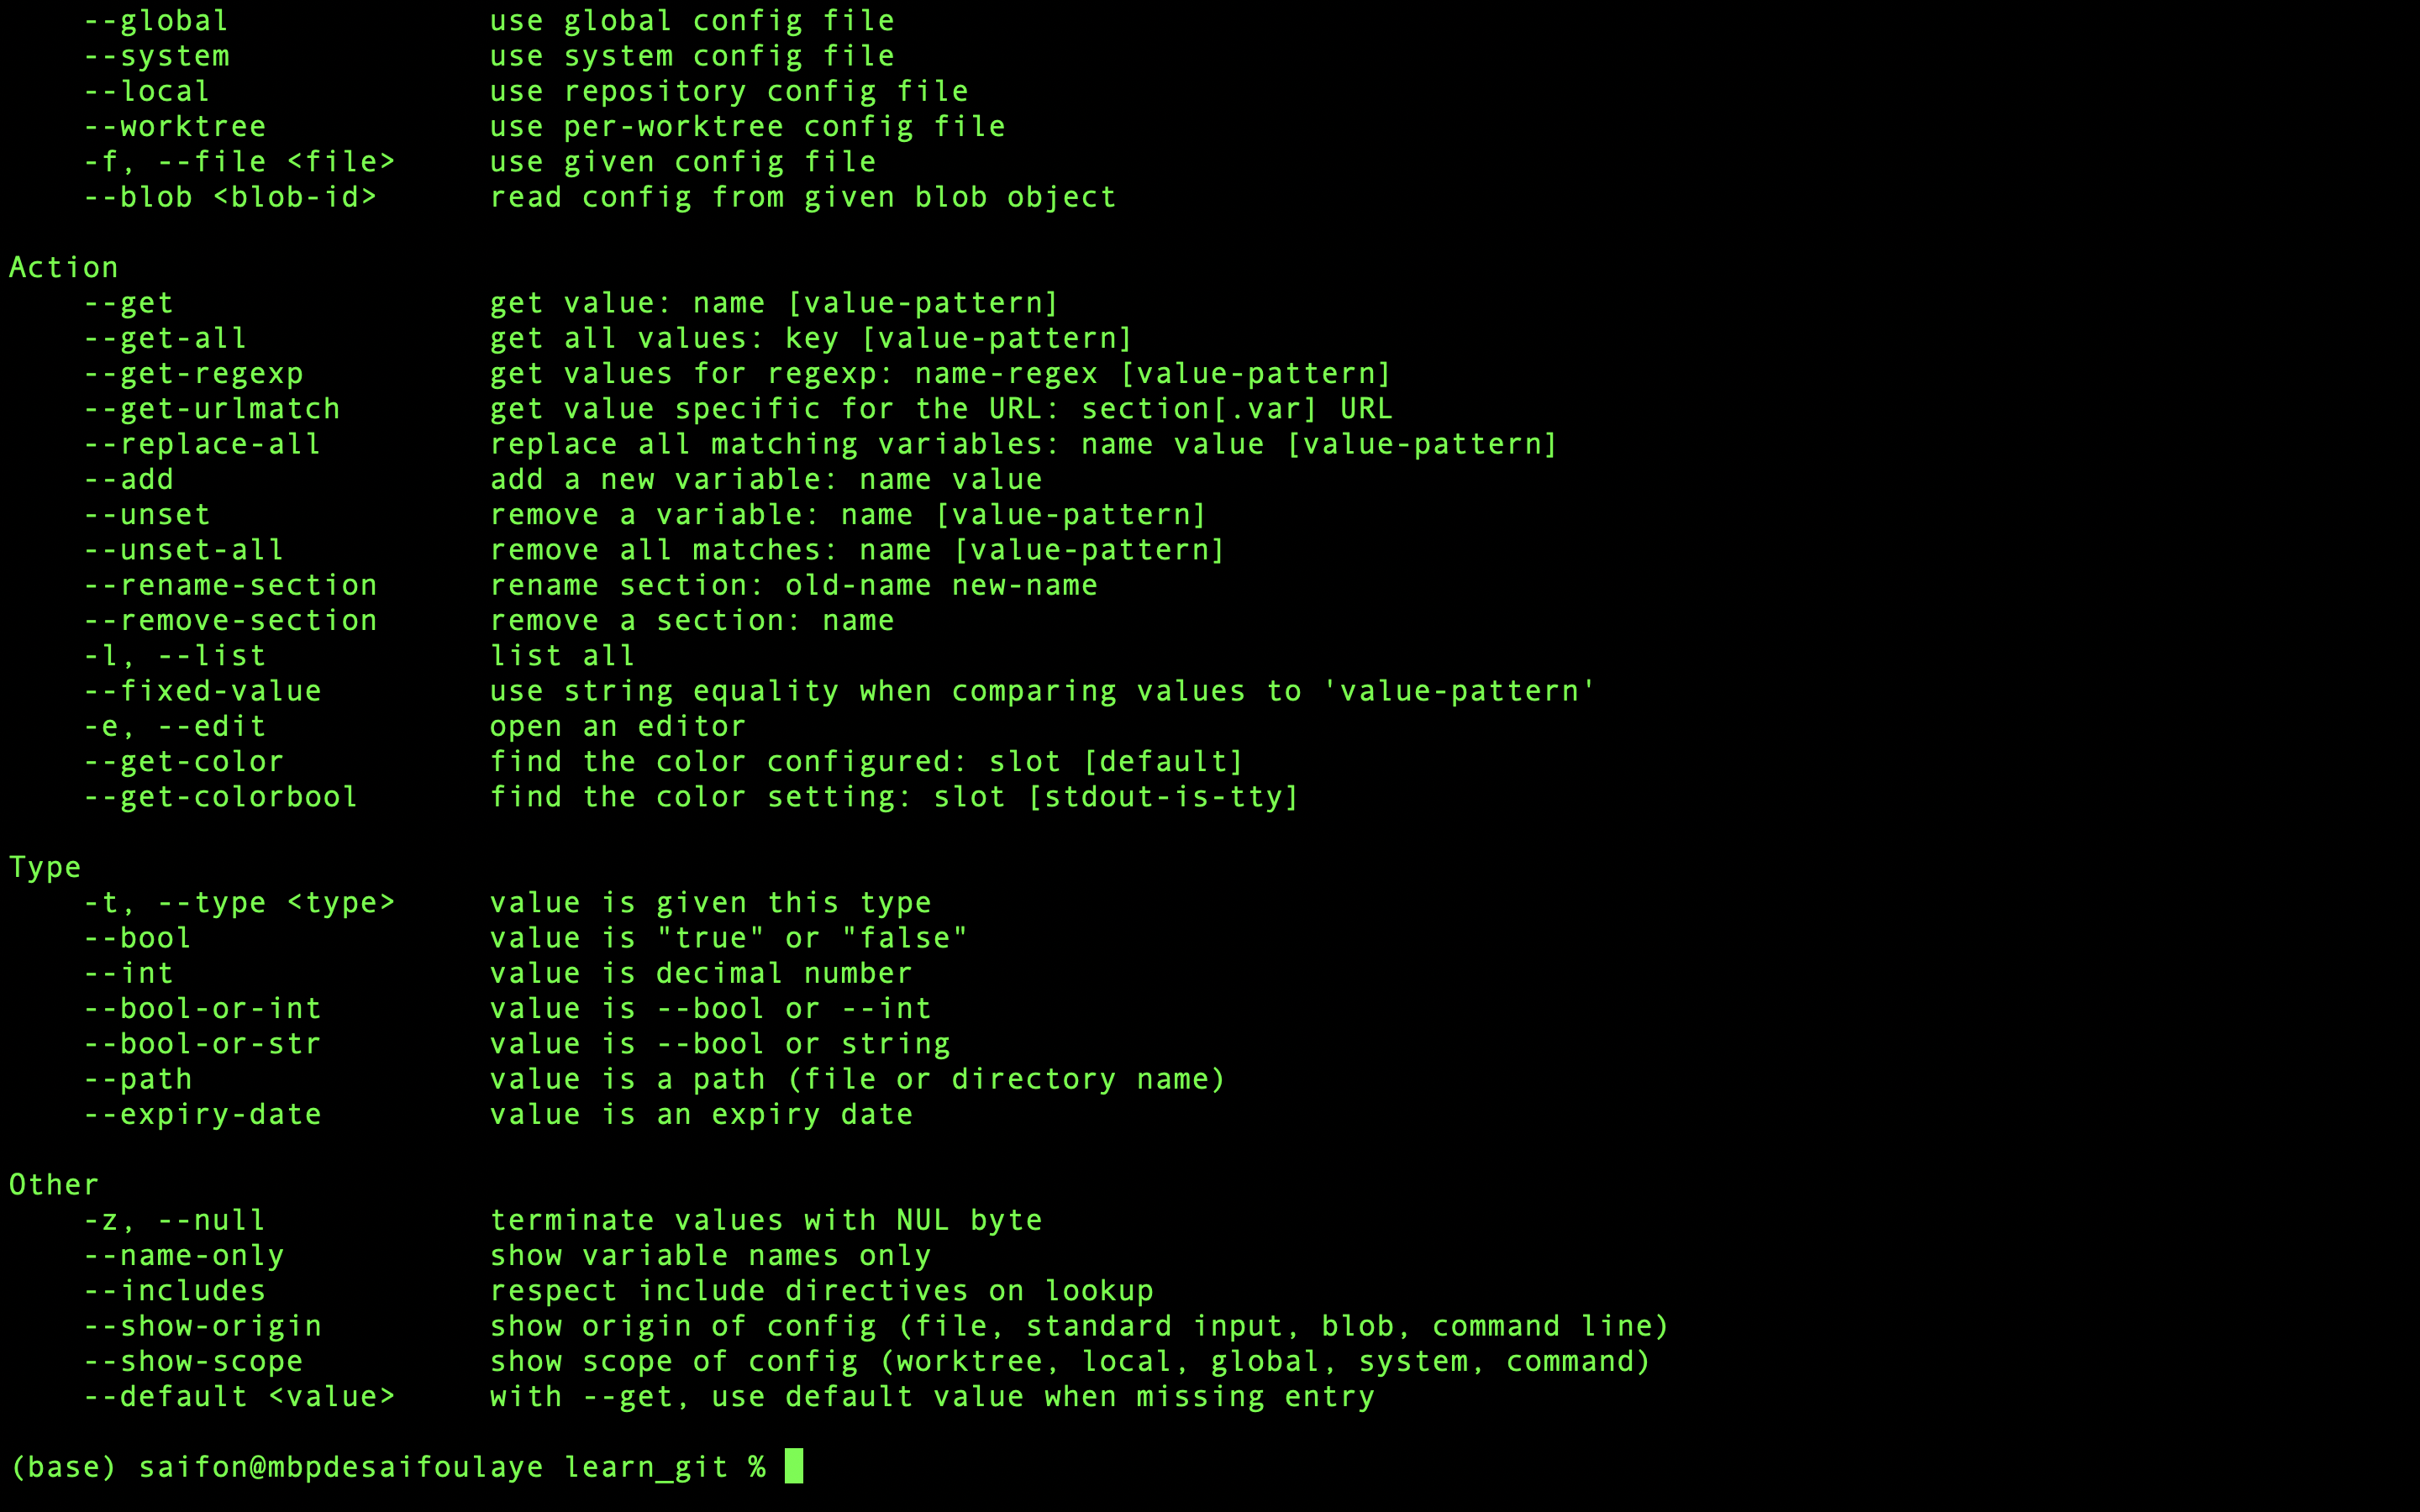 --global use global config file
--system use system config file
--local use repository config file
--worktree use per-worktree config file
-f, --file <file> use given config file
--blob <blob-id> read config from given blob object
Action
--get get value: name [value-pattern]
--get-all get all values: key [value-pattern]
--get-regexp get values for regexp: name-regex [value-pattern]
--get-urlmatch get value specific for the URL: section[.var] URL
--replace-all replace all matching variables: name value [value-pattern]
--add add a new variable: name value
--unset remove a variable: name [value-pattern]
--unset-all remove all matches: name [value-pattern]
--rename-section rename section: old-name new-name
--remove-section remove a section: name
-l, --list list all
--fixed-value use string equality when comparing values to 'value-pattern'
-e, --edit open an editor
--get-color find the color configured: slot [default]
--get-colorbool find the color setting: slot [stdout-is-tty]
Type
-t, --type <type> value is given this type
--bool value is "true" or "false"
--int value is decimal number
--bool-or-int value is --bool or --int
--bool-or-str value is --bool or string
--path value is a path (file or directory name)
--expiry-date value is an expiry date
Other
-z, --null terminate values with NUL byte
--name-only show variable names only
--includes respect include directives on lookup
--show-origin show origin of config (file, standard input, blob, command line)
--show-scope show scope of config (worktree, local, global, system, command)
--default <value> with --get, use default value when missing entry
(base) saifon@mbpdesaifoulaye learn_git %